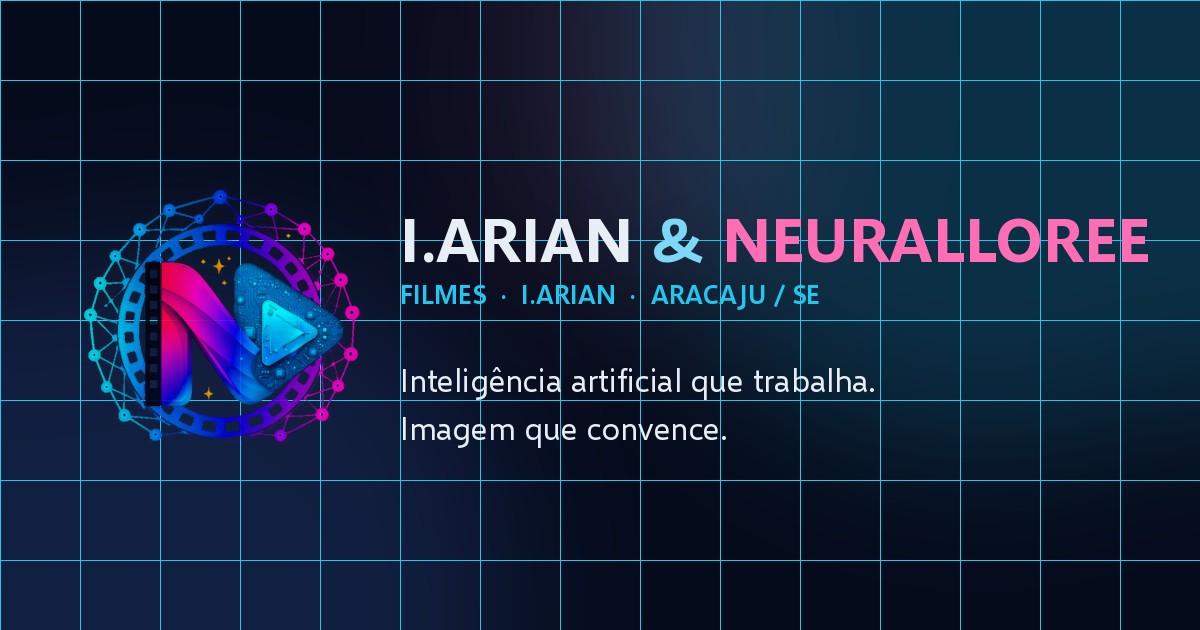 I.ARIAN & NEURALLOREE
FILMES · I.ARIAN · ARACAJU / SE
Inteligência artificial que trabalha.
Imagem que convence.